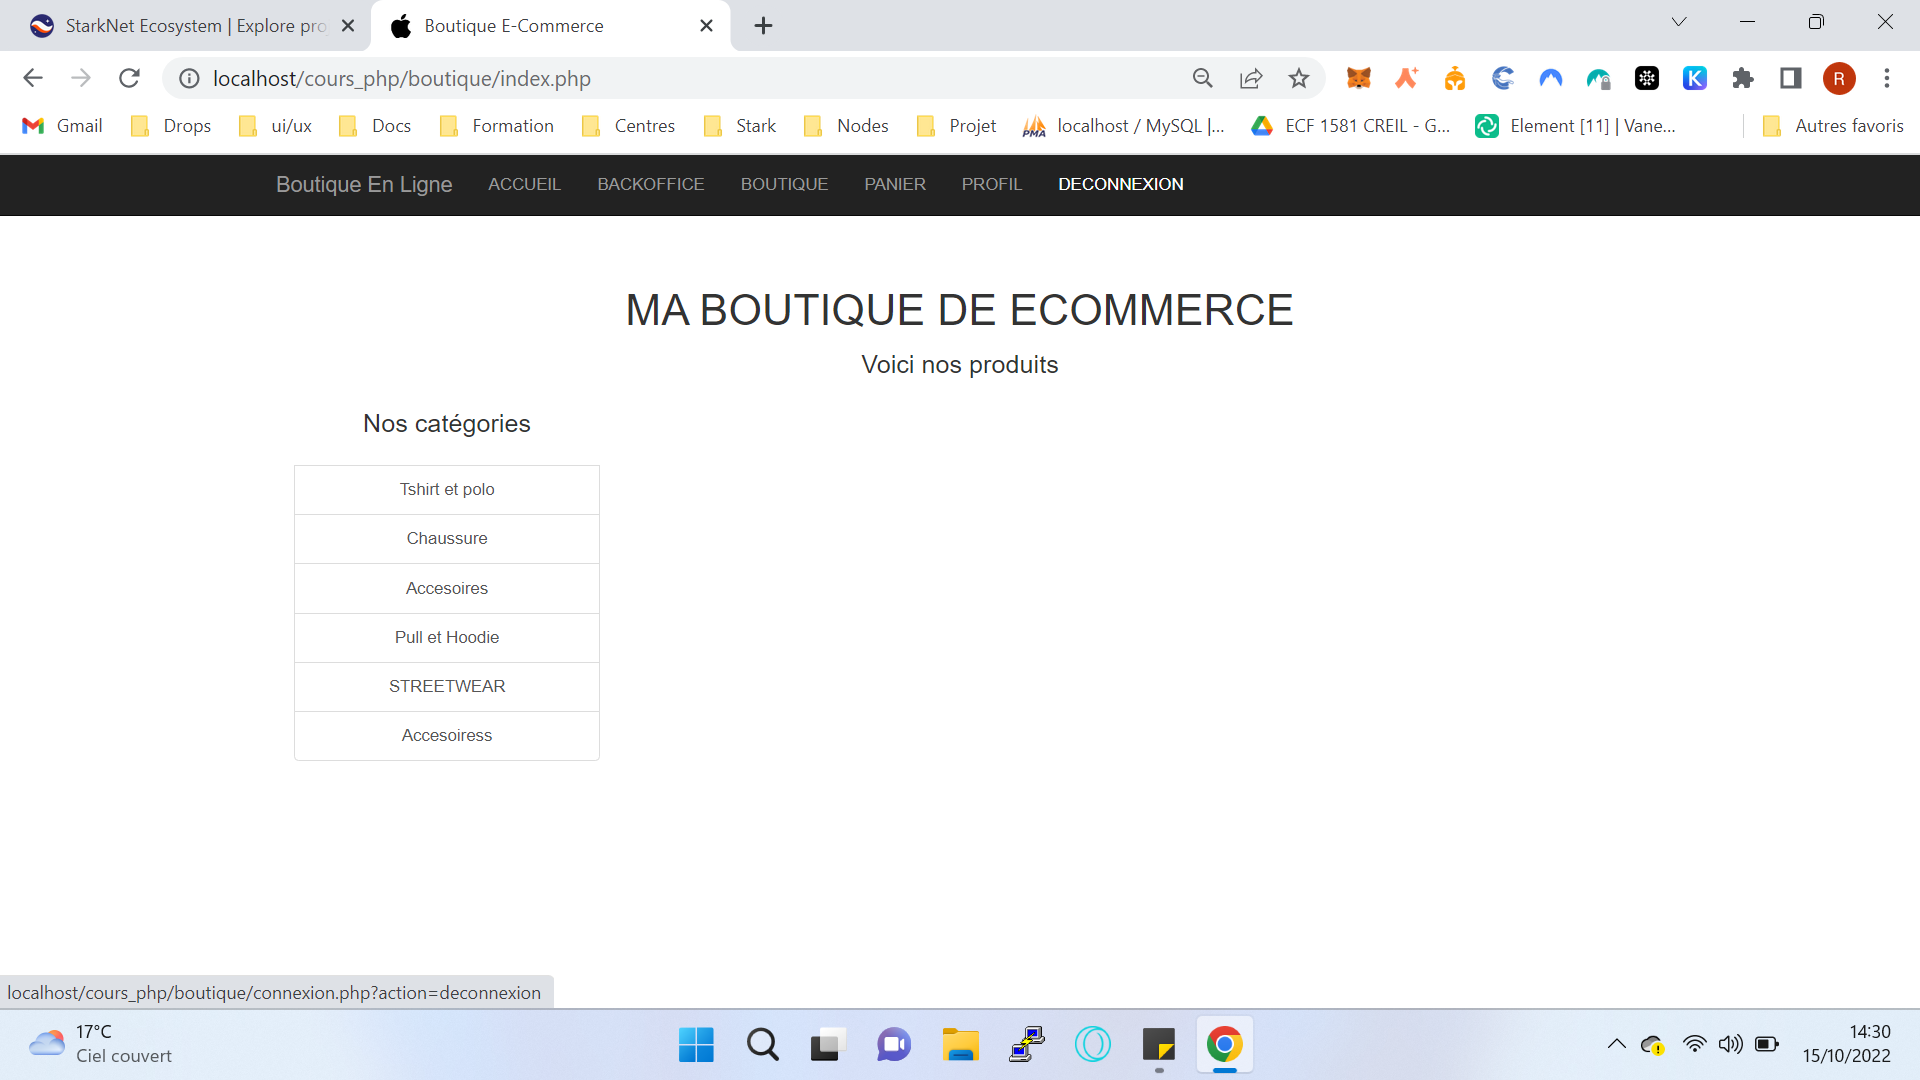 StarkNet Ecosystem | Explore pro
Boutique E-Commerce
localhost/cours_php/boutique/index.php
R
Gmail
Drops
ui/ux
Docs
Formation
Centres
Stark
Nodes
Projet
PMA
localhost / MySQL |...
ECF 1581 CREIL - G...
Element [11] | Vane...
Autres favoris
Boutique En Ligne
ACCUEIL
BACKOFFICE
BOUTIQUE
PANIER
PROFIL
DECONNEXION
MA BOUTIQUE DE ECOMMERCE
Voici nos produits
Nos catégories
Tshirt et polo
Chaussure
Accesoires
Pull et Hoodie
STREETWEAR
Accesoiress
localhost/cours_php/boutique/connexion.php?action=deconnexion
17°C
Ciel couvert
14:30
15/10/2022